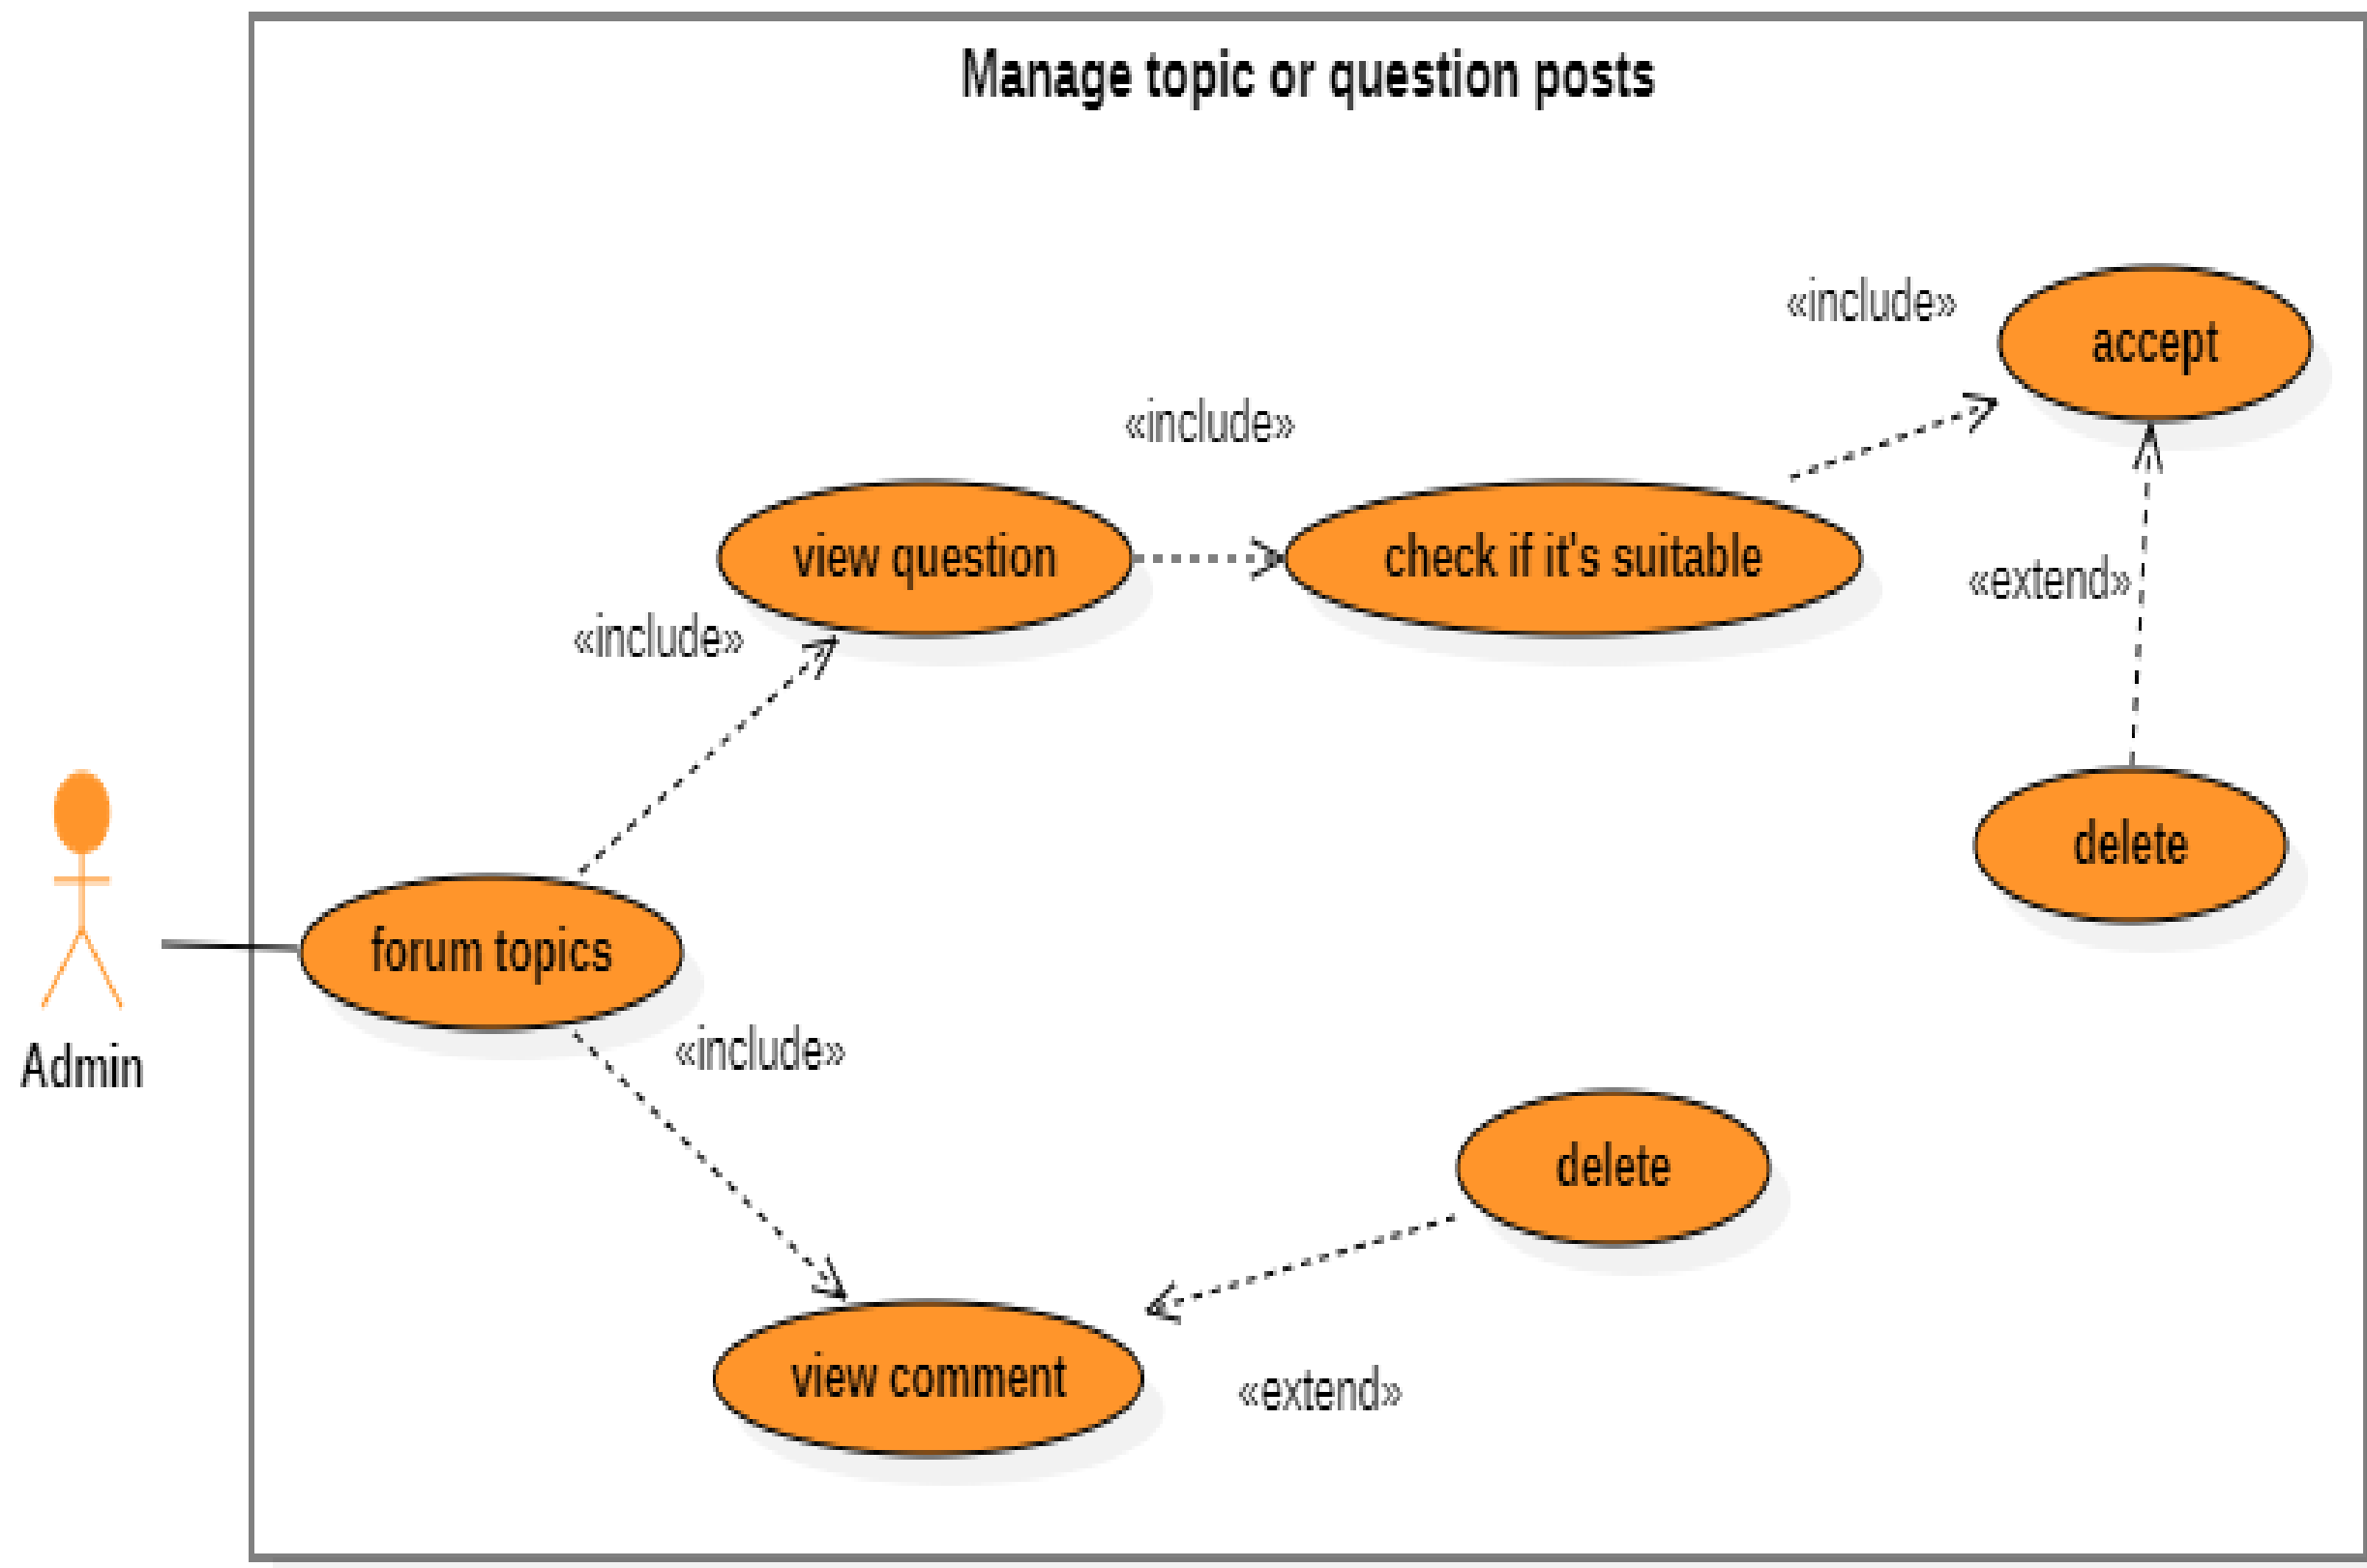 Manage topic or question posts
«include»
accept
«include»
view question
check if it's suitable
«extend»
«include»
delete
forum topics
Admin
«include»
delete
view comment
«extend»